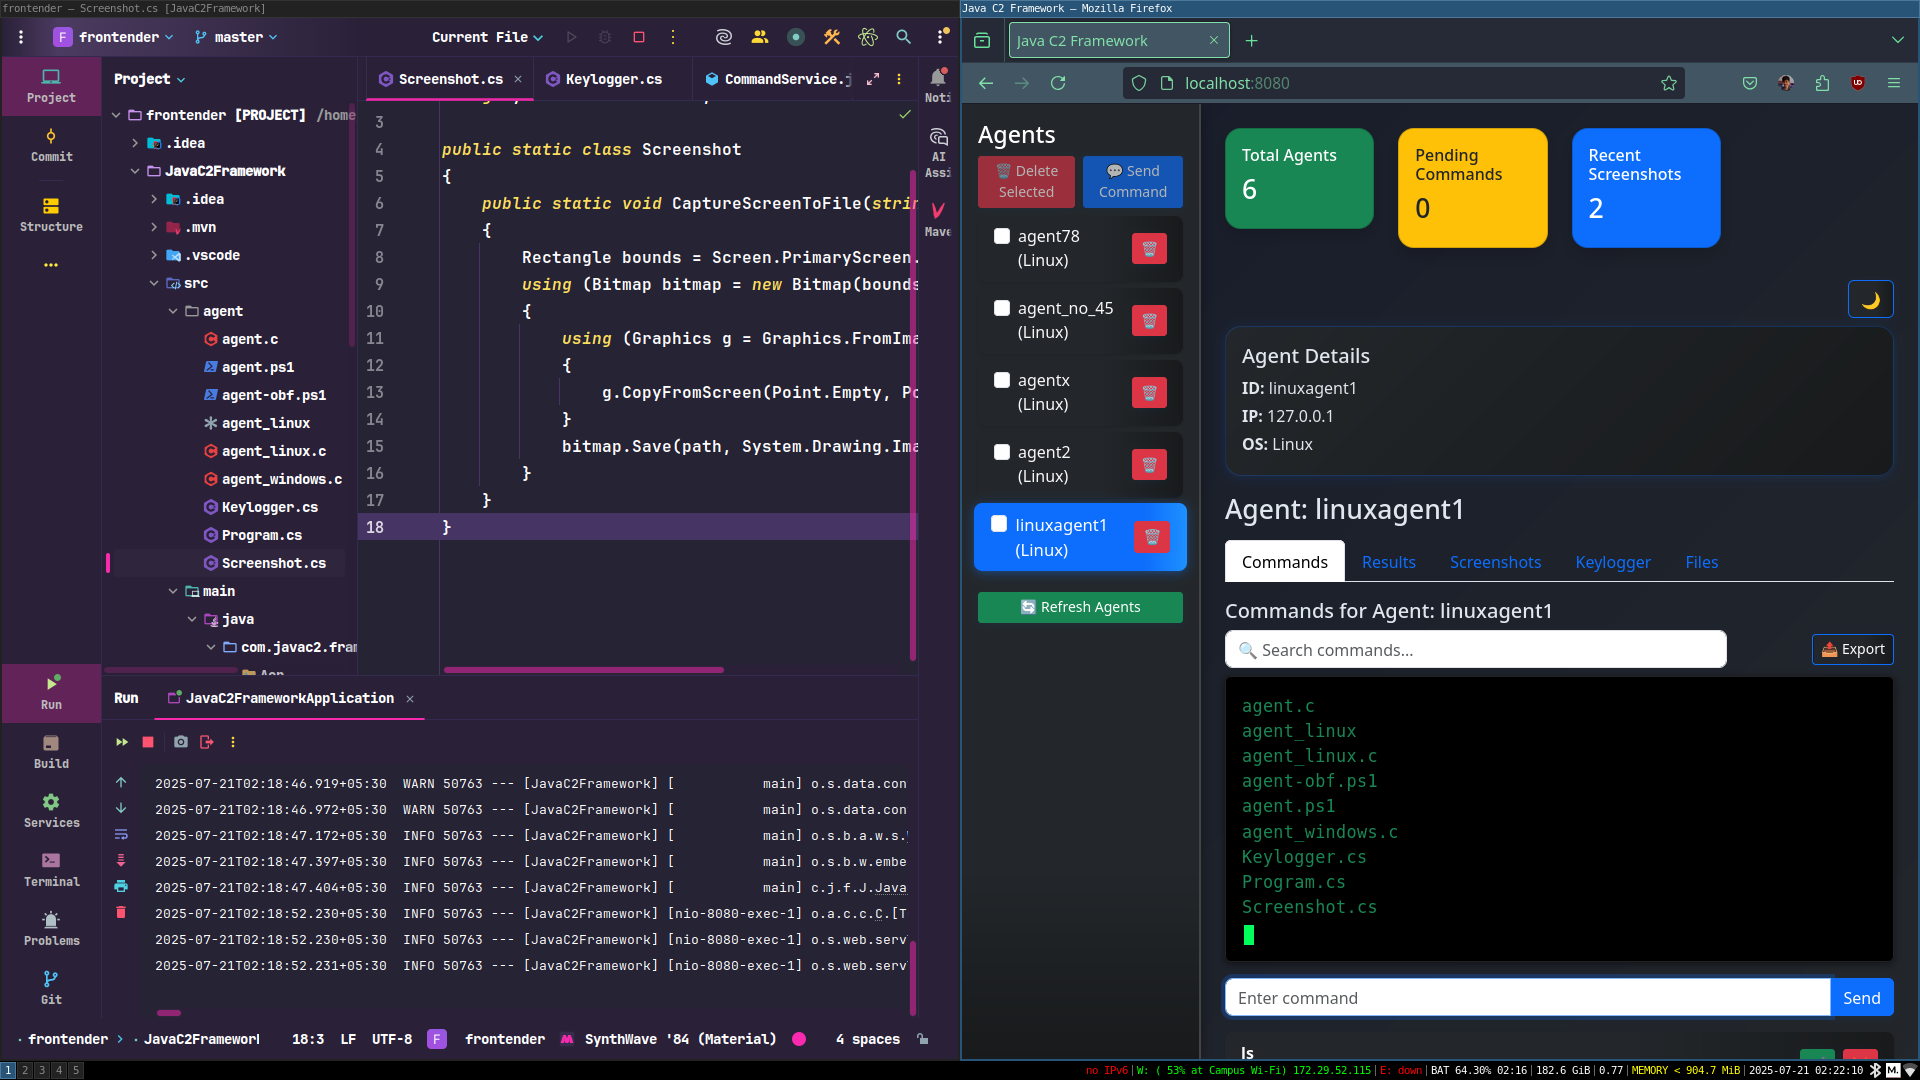 frontender – Screenshot.cs [JavaC2Framework]
F frontender master Current File
Project
Commit
Structure
Project
frontender [PROJECT] /home
.idea
JavaC2Framework
.idea
.mvn
.vscode
src
agent
agent.c
agent.ps1
agent-obf.ps1
agent_linux
agent_linux.c
agent_windows.c
Keylogger.cs
Program.cs
Screenshot.cs
main
java
com.javac2.fram
App
Screenshot.cs Keylogger.cs CommandService.j
3
4 public static class Screenshot
5 {
6 public static void CaptureScreenToFile(strin
7 {
8 Rectangle bounds = Screen.PrimaryScreen.
9 using (Bitmap bitmap = new Bitmap(bounds
10 {
11 using (Graphics g = Graphics.FromIma
12 {
13 g.CopyFromScreen(Point.Empty, Po
14 }
15 bitmap.Save(path, System.Drawing.Ima
16 }
17 }
18 }
Noti
AI
Assi
Mave
Run
Build
Services
Terminal
Problems
Git
Run JavaC2FrameworkApplication
2025-07-21T02:18:46.919+05:30 WARN 50763 --- [JavaC2Framework] [ main] o.s.data.con
2025-07-21T02:18:46.972+05:30 WARN 50763 --- [JavaC2Framework] [ main] o.s.data.con
2025-07-21T02:18:47.172+05:30 INFO 50763 --- [JavaC2Framework] [ main] o.s.b.a.w.s.
2025-07-21T02:18:47.397+05:30 INFO 50763 --- [JavaC2Framework] [ main] o.s.b.w.embe
2025-07-21T02:18:47.404+05:30 INFO 50763 --- [JavaC2Framework] [ main] c.j.f.J.Java
2025-07-21T02:18:52.230+05:30 INFO 50763 --- [JavaC2Framework] [nio-8080-exec-1] o.a.c.c.C.[T
2025-07-21T02:18:52.230+05:30 INFO 50763 --- [JavaC2Framework] [nio-8080-exec-1] o.s.web.serv
2025-07-21T02:18:52.231+05:30 INFO 50763 --- [JavaC2Framework] [nio-8080-exec-1] o.s.web.serv
frontender > JavaC2Framewor 18:3 LF UTF-8 F frontender SynthWave '84 (Material) 4 spaces
Java C2 Framework — Mozilla Firefox
Java C2 Framework
localhost:8080
Agents
Delete Selected
Send Command
agent78
(Linux)
agent_no_45
(Linux)
agentx
(Linux)
agent2
(Linux)
linuxagent1
(Linux)
Refresh Agents
Total Agents
6
Pending Commands
0
Recent Screenshots
2
Agent Details
ID: linuxagent1
IP: 127.0.0.1
OS: Linux
Agent: linuxagent1
Commands Results Screenshots Keylogger Files
Commands for Agent: linuxagent1
Search commands...
Export
agent.c
agent_linux
agent_linux.c
agent-obf.ps1
agent.ps1
agent_windows.c
Keylogger.cs
Program.cs
Screenshot.cs
Enter command
Send
ls
1 2 3 4 5
no IPv6|W: ( 53% at Campus Wi-Fi) 172.29.52.115|E: down|BAT 64.30% 02:16|182.6 GiB|0.77|MEMORY < 904.7 MiB|2025-07-21 02:22:10